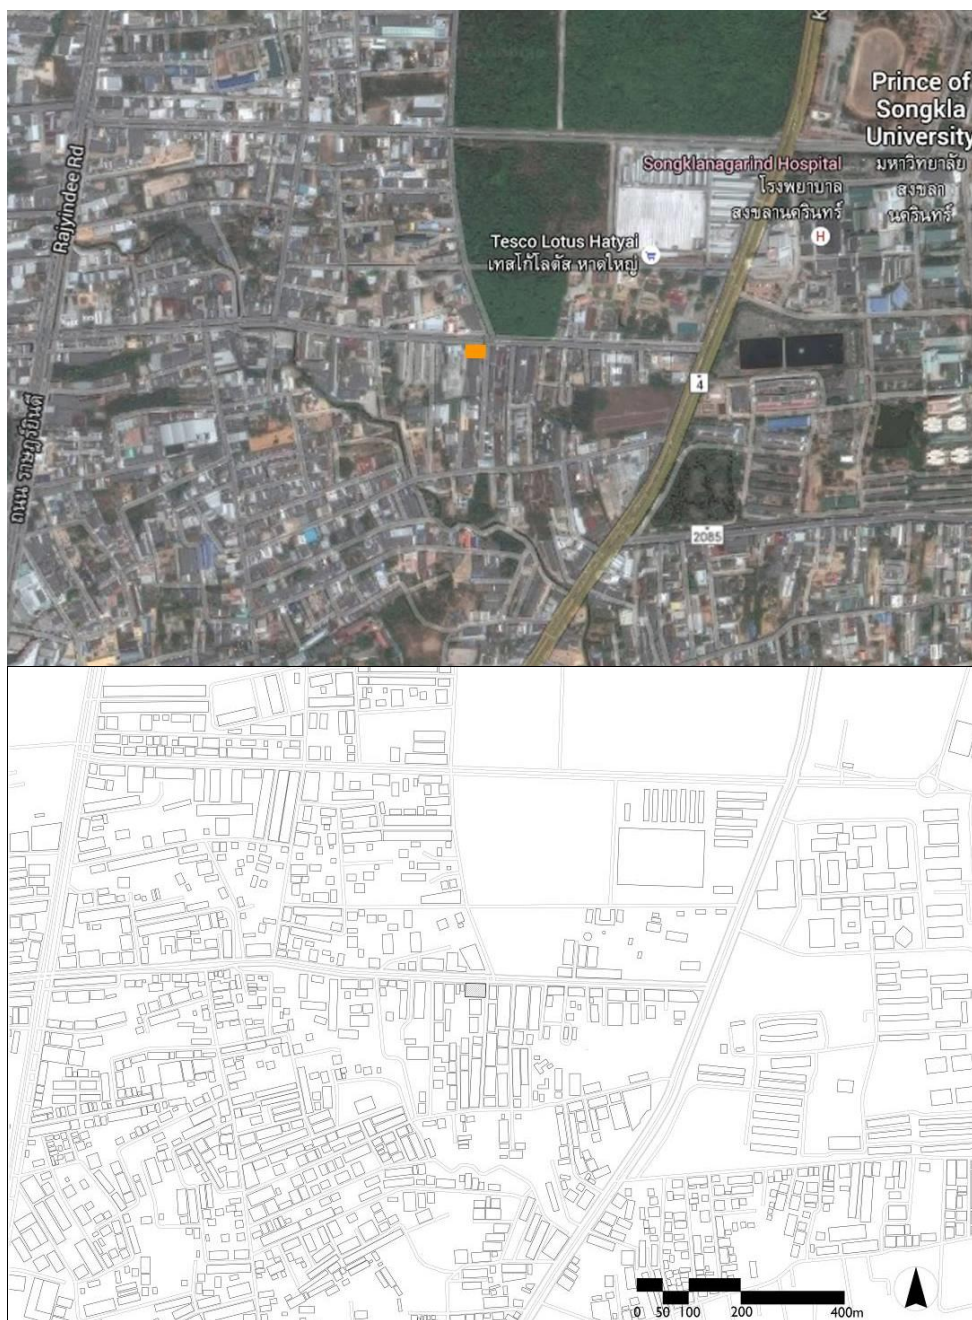 K
Prince of
Songkla
University
มหาวิทยาลัย
สงขลา
นครินทร์
Songklanagarind Hospital
โรงพยาบาล
สงขลานครินทร์
H
Rajyindee Rd
Tesco Lotus Hatyai
เทสโก้โลตัส หาดใหญ่
4
ถนน ราษฎร์ยินดี
2085
0 50 100 200 400m